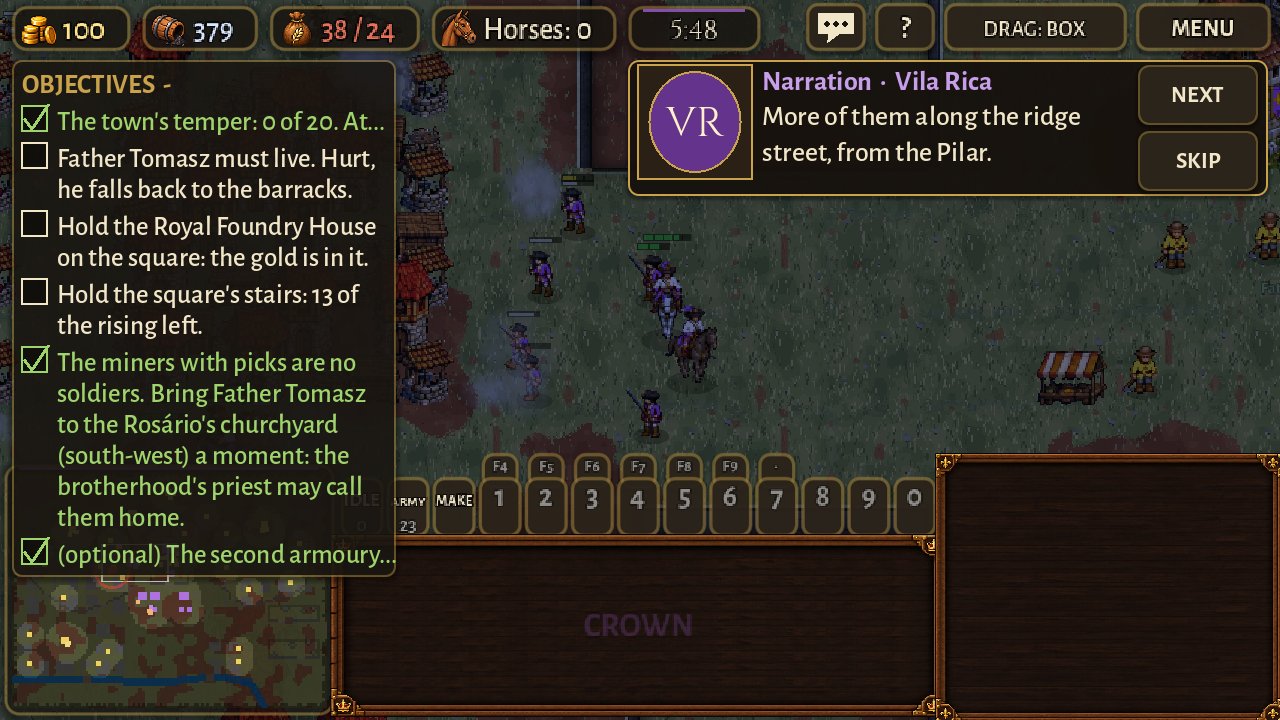 100
379
38 / 24
Horses: 0
5:48
?
DRAG: BOX
MENU
OBJECTIVES -
The town's temper: 0 of 20. At...
Father Tomasz must live. Hurt,
he falls back to the barracks.
Hold the Royal Foundry House
on the square: the gold is in it.
Hold the square's stairs: 13 of
the rising left.
The miners with picks are no
soldiers. Bring Father Tomasz
to the Rosário's churchyard
(south-west) a moment: the
brotherhood's priest may call
them home.
(optional) The second armoury...
VR
Narration · Vila Rica
More of them along the ridge
street, from the Pilar.
NEXT
SKIP
F4
F5
F6
F7
F8
F9
IDLE
0
ARMY
23
MAKE
1
2
3
4
5
6
7
8
9
0
CROWN